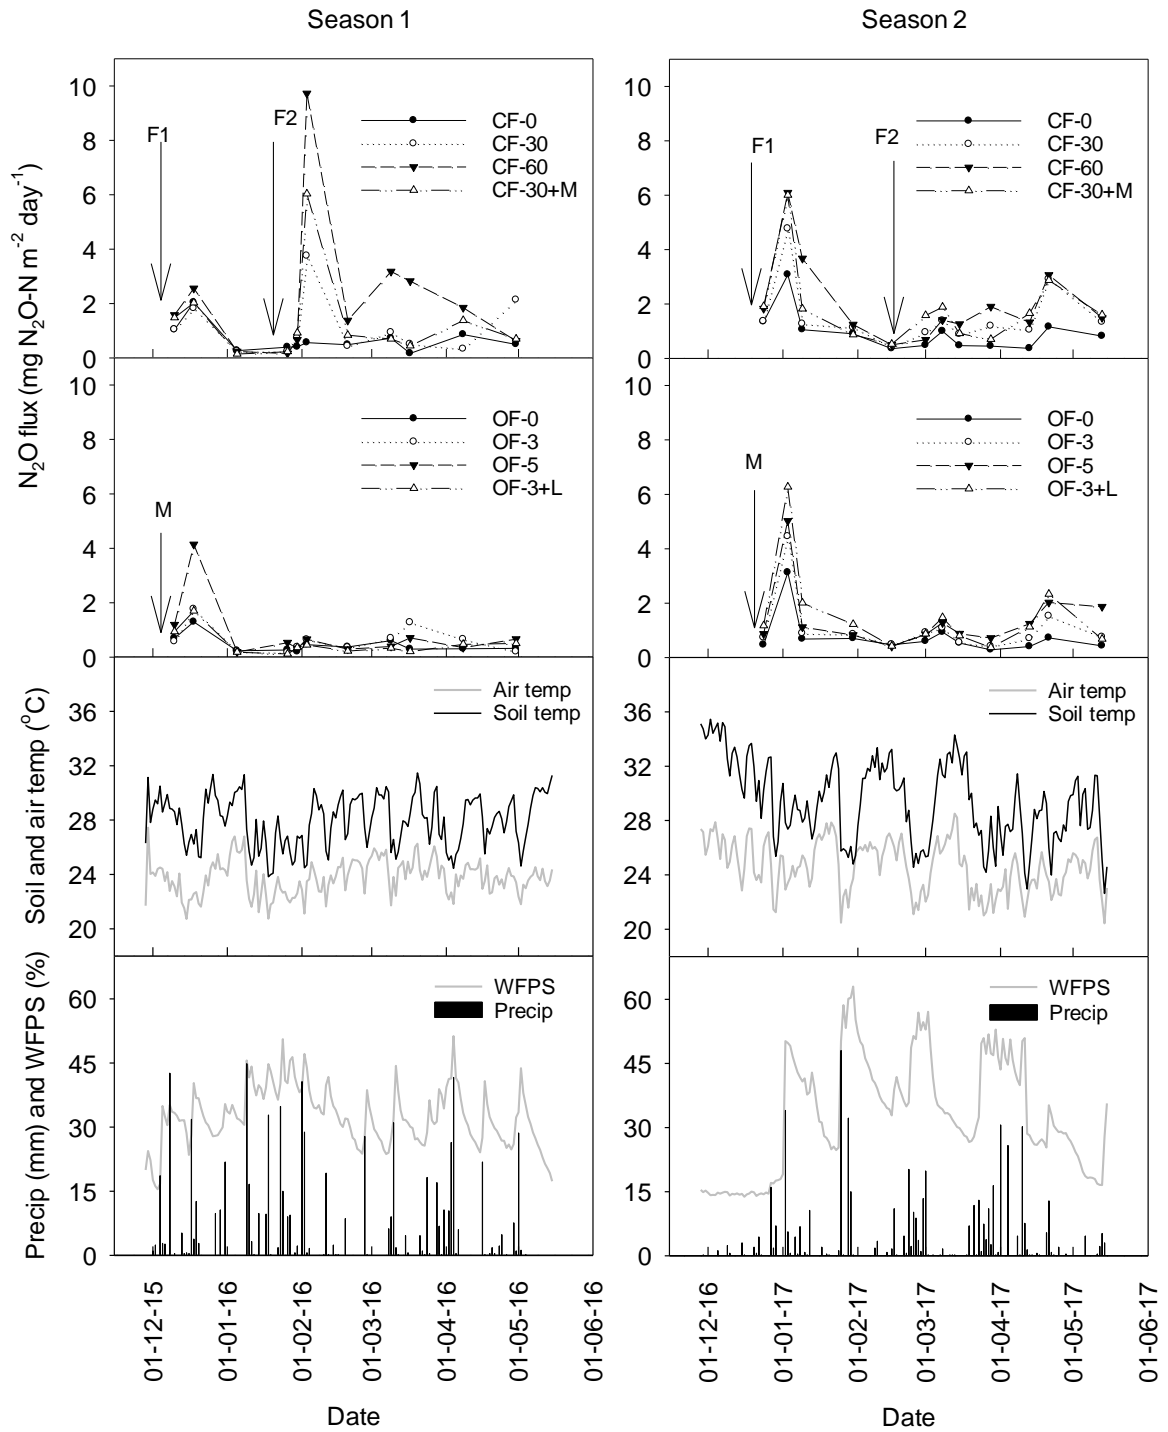 Season 1
Season 2
N₂O flux (mg N₂O-N m⁻² day⁻¹)
10
8
6
4
2
0
F1
F2
CF-0
CF-30
CF-60
CF-30+M
10
8
6
4
2
0
F1
F2
CF-0
CF-30
CF-60
CF-30+M
10
8
6
4
2
0
M
OF-0
OF-3
OF-5
OF-3+L
10
8
6
4
2
0
M
OF-0
OF-3
OF-5
OF-3+L
Soil and air temp (°C)
36
32
28
24
20
Air temp
Soil temp
36
32
28
24
20
Air temp
Soil temp
Precip (mm) and WFPS (%)
60
45
30
15
0
WFPS
Precip
60
45
30
15
0
WFPS
Precip
01-12-15
01-01-16
01-02-16
01-03-16
01-04-16
01-05-16
01-06-16
01-12-16
01-01-17
01-02-17
01-03-17
01-04-17
01-05-17
01-06-17
Date
Date